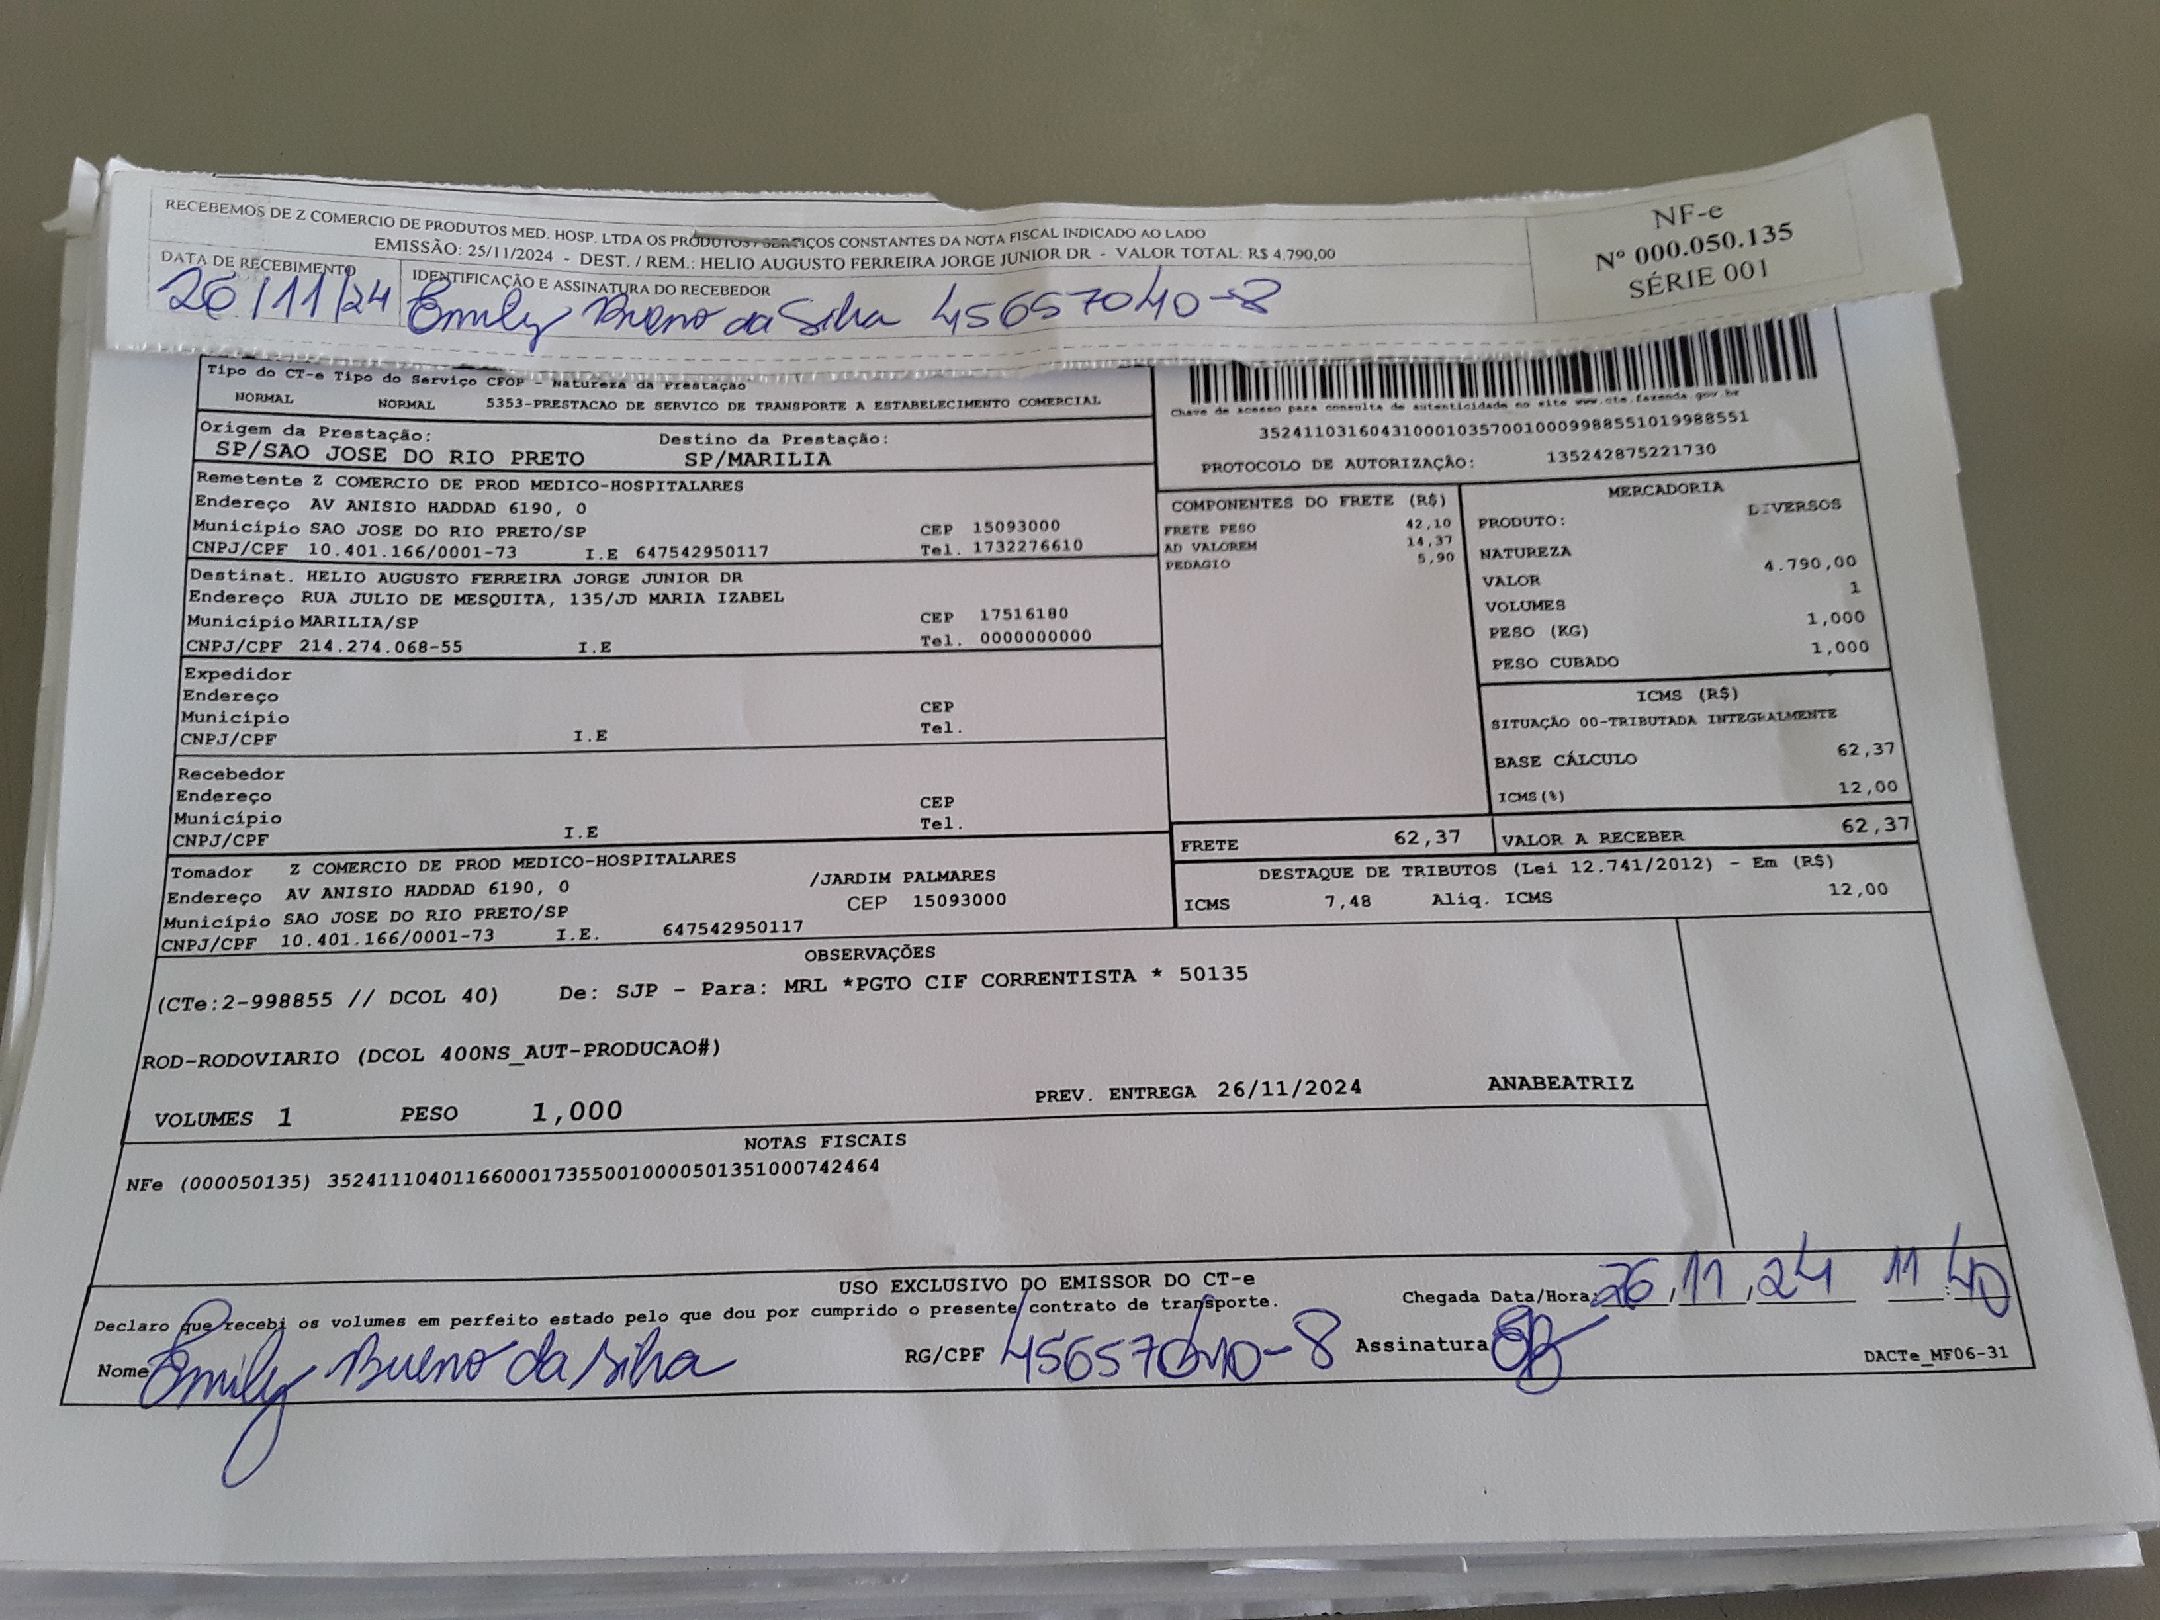 RECEBEMOS DE Z COMERCIO DE PRODUTOS MED. HOSP. LTDA OS PRODUTOS / SERVIÇOS CONSTANTES DA NOTA FISCAL INDICADO AO LADO
EMISSÃO: 25/11/2024 - DEST. / REM.: HELIO AUGUSTO FERREIRA JORGE JUNIOR DR - VALOR TOTAL: R$ 4.790,00
NF-e
Nº 000.050.135
SÉRIE 001
DATA DE RECEBIMENTO IDENTIFICAÇÃO E ASSINATURA DO RECEBEDOR
26/11/24 Emily Bueno da Silva 45657040-8
Tipo do CT-e Tipo do Serviço CFOP - Natureza da Prestação
NORMAL NORMAL 5353-PRESTACAO DE SERVICO DE TRANSPORTE A ESTABELECIMENTO COMERCIAL
Chave de acesso para consulta de autenticidade no site www.cte.fazenda.gov.br
35241103160431000103570010009988551019988551
PROTOCOLO DE AUTORIZAÇÃO: 135242875221730
Origem da Prestação: Destino da Prestação:
SP/SAO JOSE DO RIO PRETO SP/MARILIA
Remetente Z COMERCIO DE PROD MEDICO-HOSPITALARES
Endereço AV ANISIO HADDAD 6190, 0
Município SAO JOSE DO RIO PRETO/SP CEP 15093000
CNPJ/CPF 10.401.166/0001-73 I.E 647542950117 Tel. 1732276610
Destinat. HELIO AUGUSTO FERREIRA JORGE JUNIOR DR
Endereço RUA JULIO DE MESQUITA, 135/JD MARIA IZABEL
Município MARILIA/SP CEP 17516180
CNPJ/CPF 214.274.068-55 I.E Tel. 0000000000
Expedidor
Endereço
Município CEP
CNPJ/CPF I.E Tel.
Recebedor
Endereço
Município CEP
CNPJ/CPF I.E Tel.
Tomador Z COMERCIO DE PROD MEDICO-HOSPITALARES
Endereço AV ANISIO HADDAD 6190, 0 /JARDIM PALMARES
Município SAO JOSE DO RIO PRETO/SP CEP 15093000
CNPJ/CPF 10.401.166/0001-73 I.E. 647542950117
COMPONENTES DO FRETE (R$)
FRETE PESO 42,10
AD VALOREM 14,37
PEDAGIO 5,90
MERCADORIA
PRODUTO: DIVERSOS
NATUREZA
VALOR 4.790,00
VOLUMES 1
PESO (KG) 1,000
PESO CUBADO 1,000
ICMS (R$)
SITUAÇÃO 00-TRIBUTADA INTEGRALMENTE
BASE CÁLCULO 62,37
ICMS(%) 12,00
FRETE 62,37 VALOR A RECEBER 62,37
DESTAQUE DE TRIBUTOS (Lei 12.741/2012) - Em (R$)
ICMS 7,48 Aliq. ICMS 12,00
OBSERVAÇÕES
(CTe:2-998855 // DCOL 40) De: SJP - Para: MRL *PGTO CIF CORRENTISTA * 50135
ROD-RODOVIARIO (DCOL 400NS_AUT-PRODUCAO#)
VOLUMES 1 PESO 1,000 PREV. ENTREGA 26/11/2024 ANABEATRIZ
NOTAS FISCAIS
NFe (000050135) 35241110401166000173550010000501351000742464
USO EXCLUSIVO DO EMISSOR DO CT-e
Declaro que recebi os volumes em perfeito estado pelo que dou por cumprido o presente contrato de transporte. Chegada Data/Hora: 26 11 24 11:40
Nome Emily Bueno da Silva RG/CPF 45657040-8 Assinatura
DACTe_MF06-31